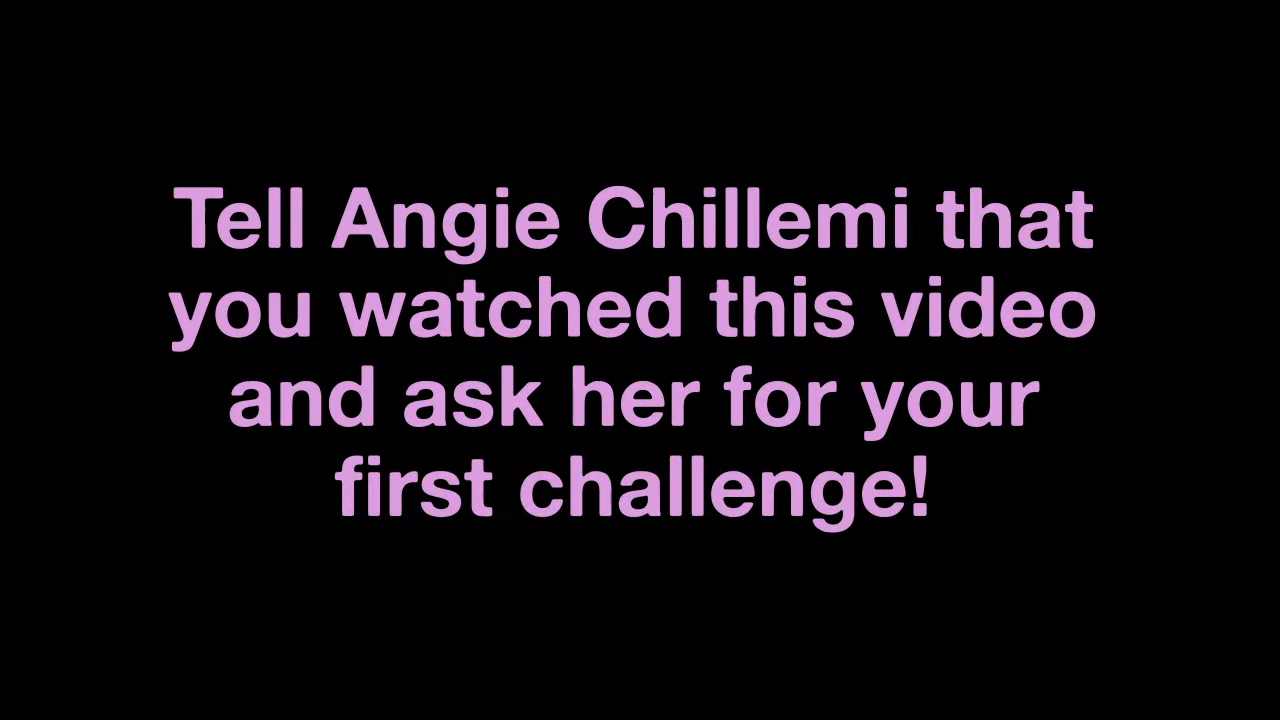 Tell Angie Chillemi that
you watched this video
and ask her for your
first challenge!